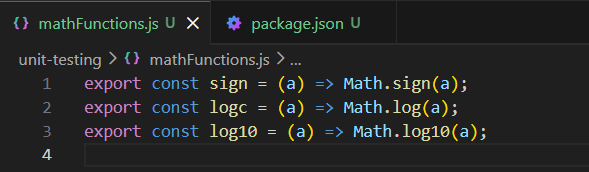 {} mathFunctions.js U × package.json U
unit-testing > {} mathFunctions.js > ...
1 export const sign = (a) => Math.sign(a);
2 export const logc = (a) => Math.log(a);
3 export const log10 = (a) => Math.log10(a);
4